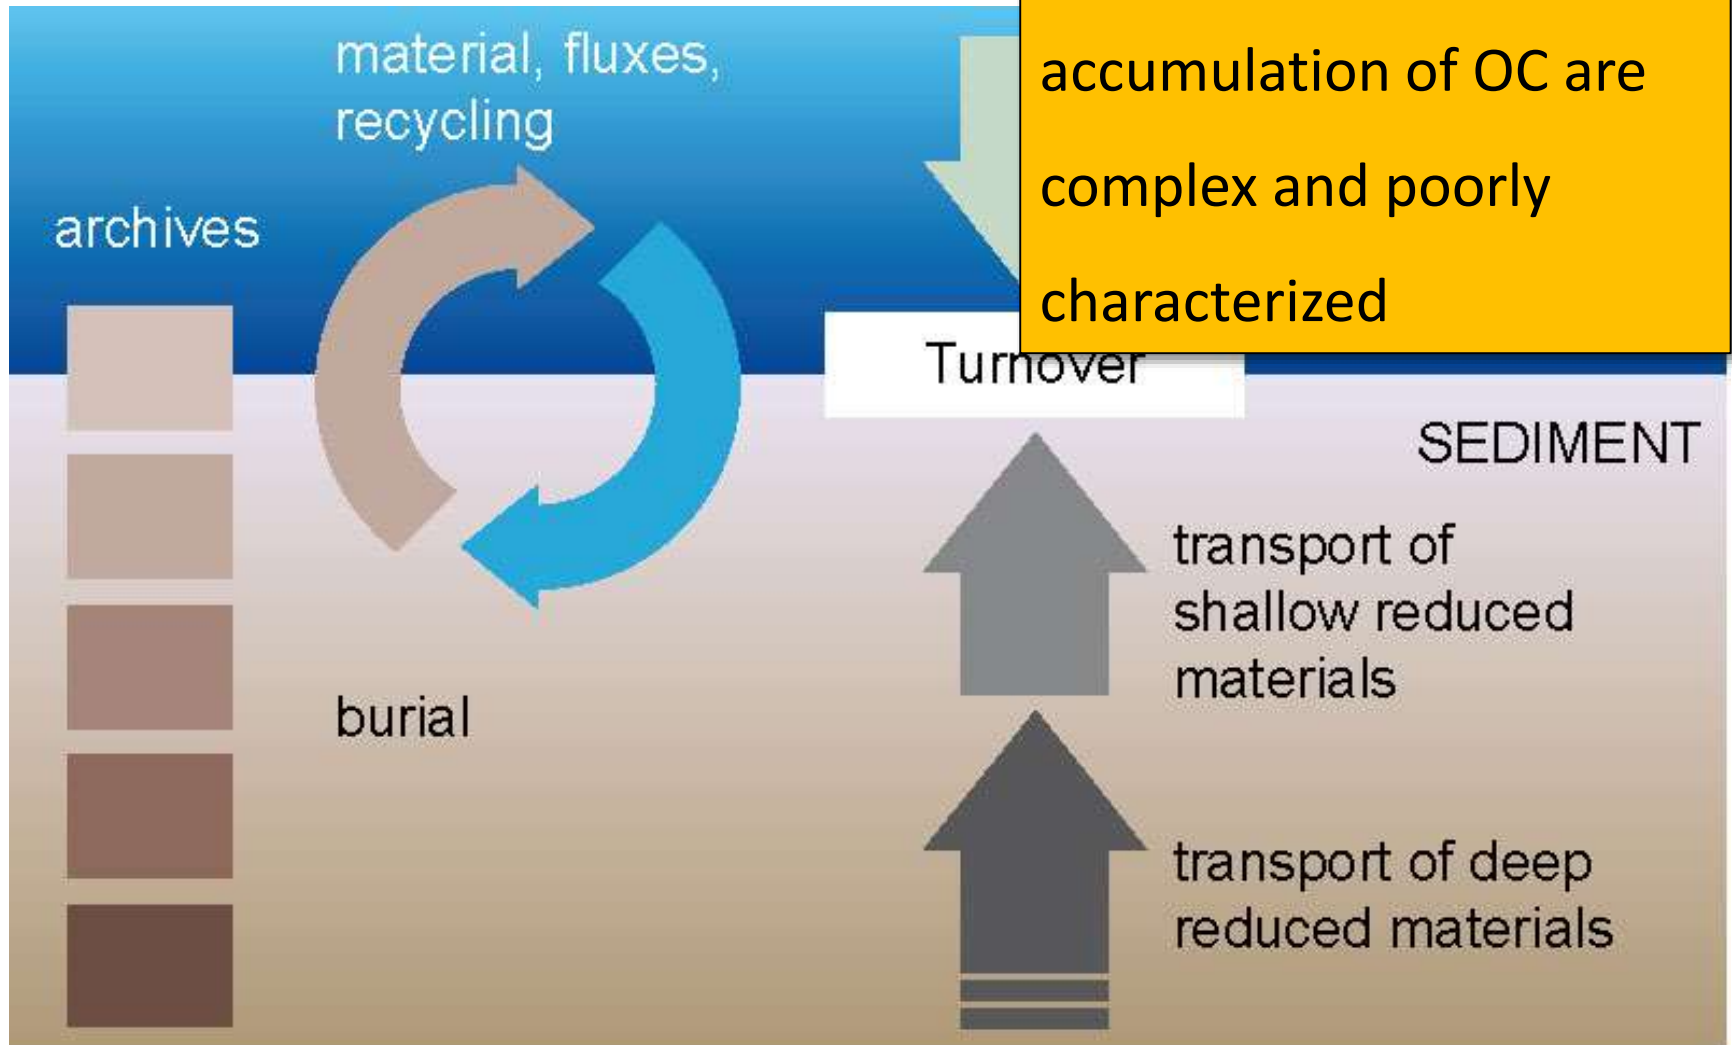 material, fluxes,
recycling
archives
accumulation of OC are
complex and poorly
characterized
Turnover
SEDIMENT
transport of
shallow reduced
materials
burial
transport of deep
reduced materials